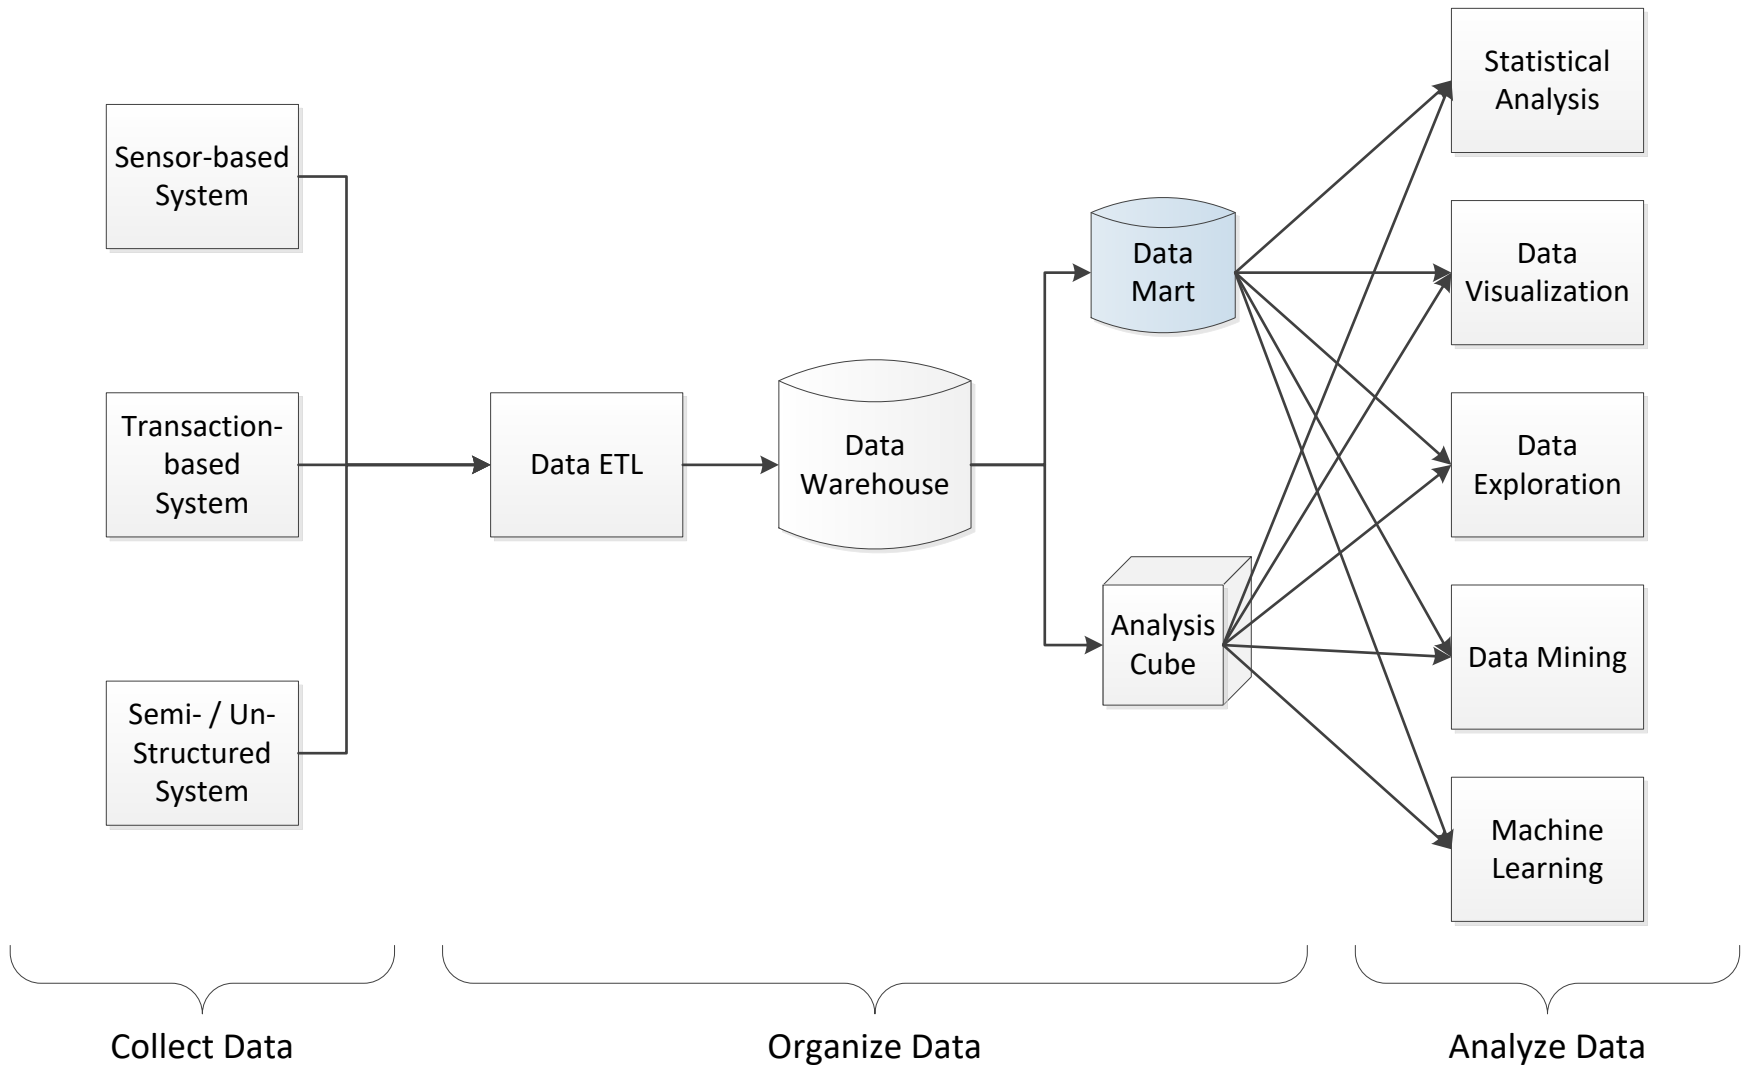 Sensor-based
System
Transaction-
based
System
Semi- / Un-
Structured
System
Data ETL
Data
Warehouse
Data
Mart
Analysis
Cube
Statistical
Analysis
Data
Visualization
Data
Exploration
Data Mining
Machine
Learning
Collect Data
Organize Data
Analyze Data